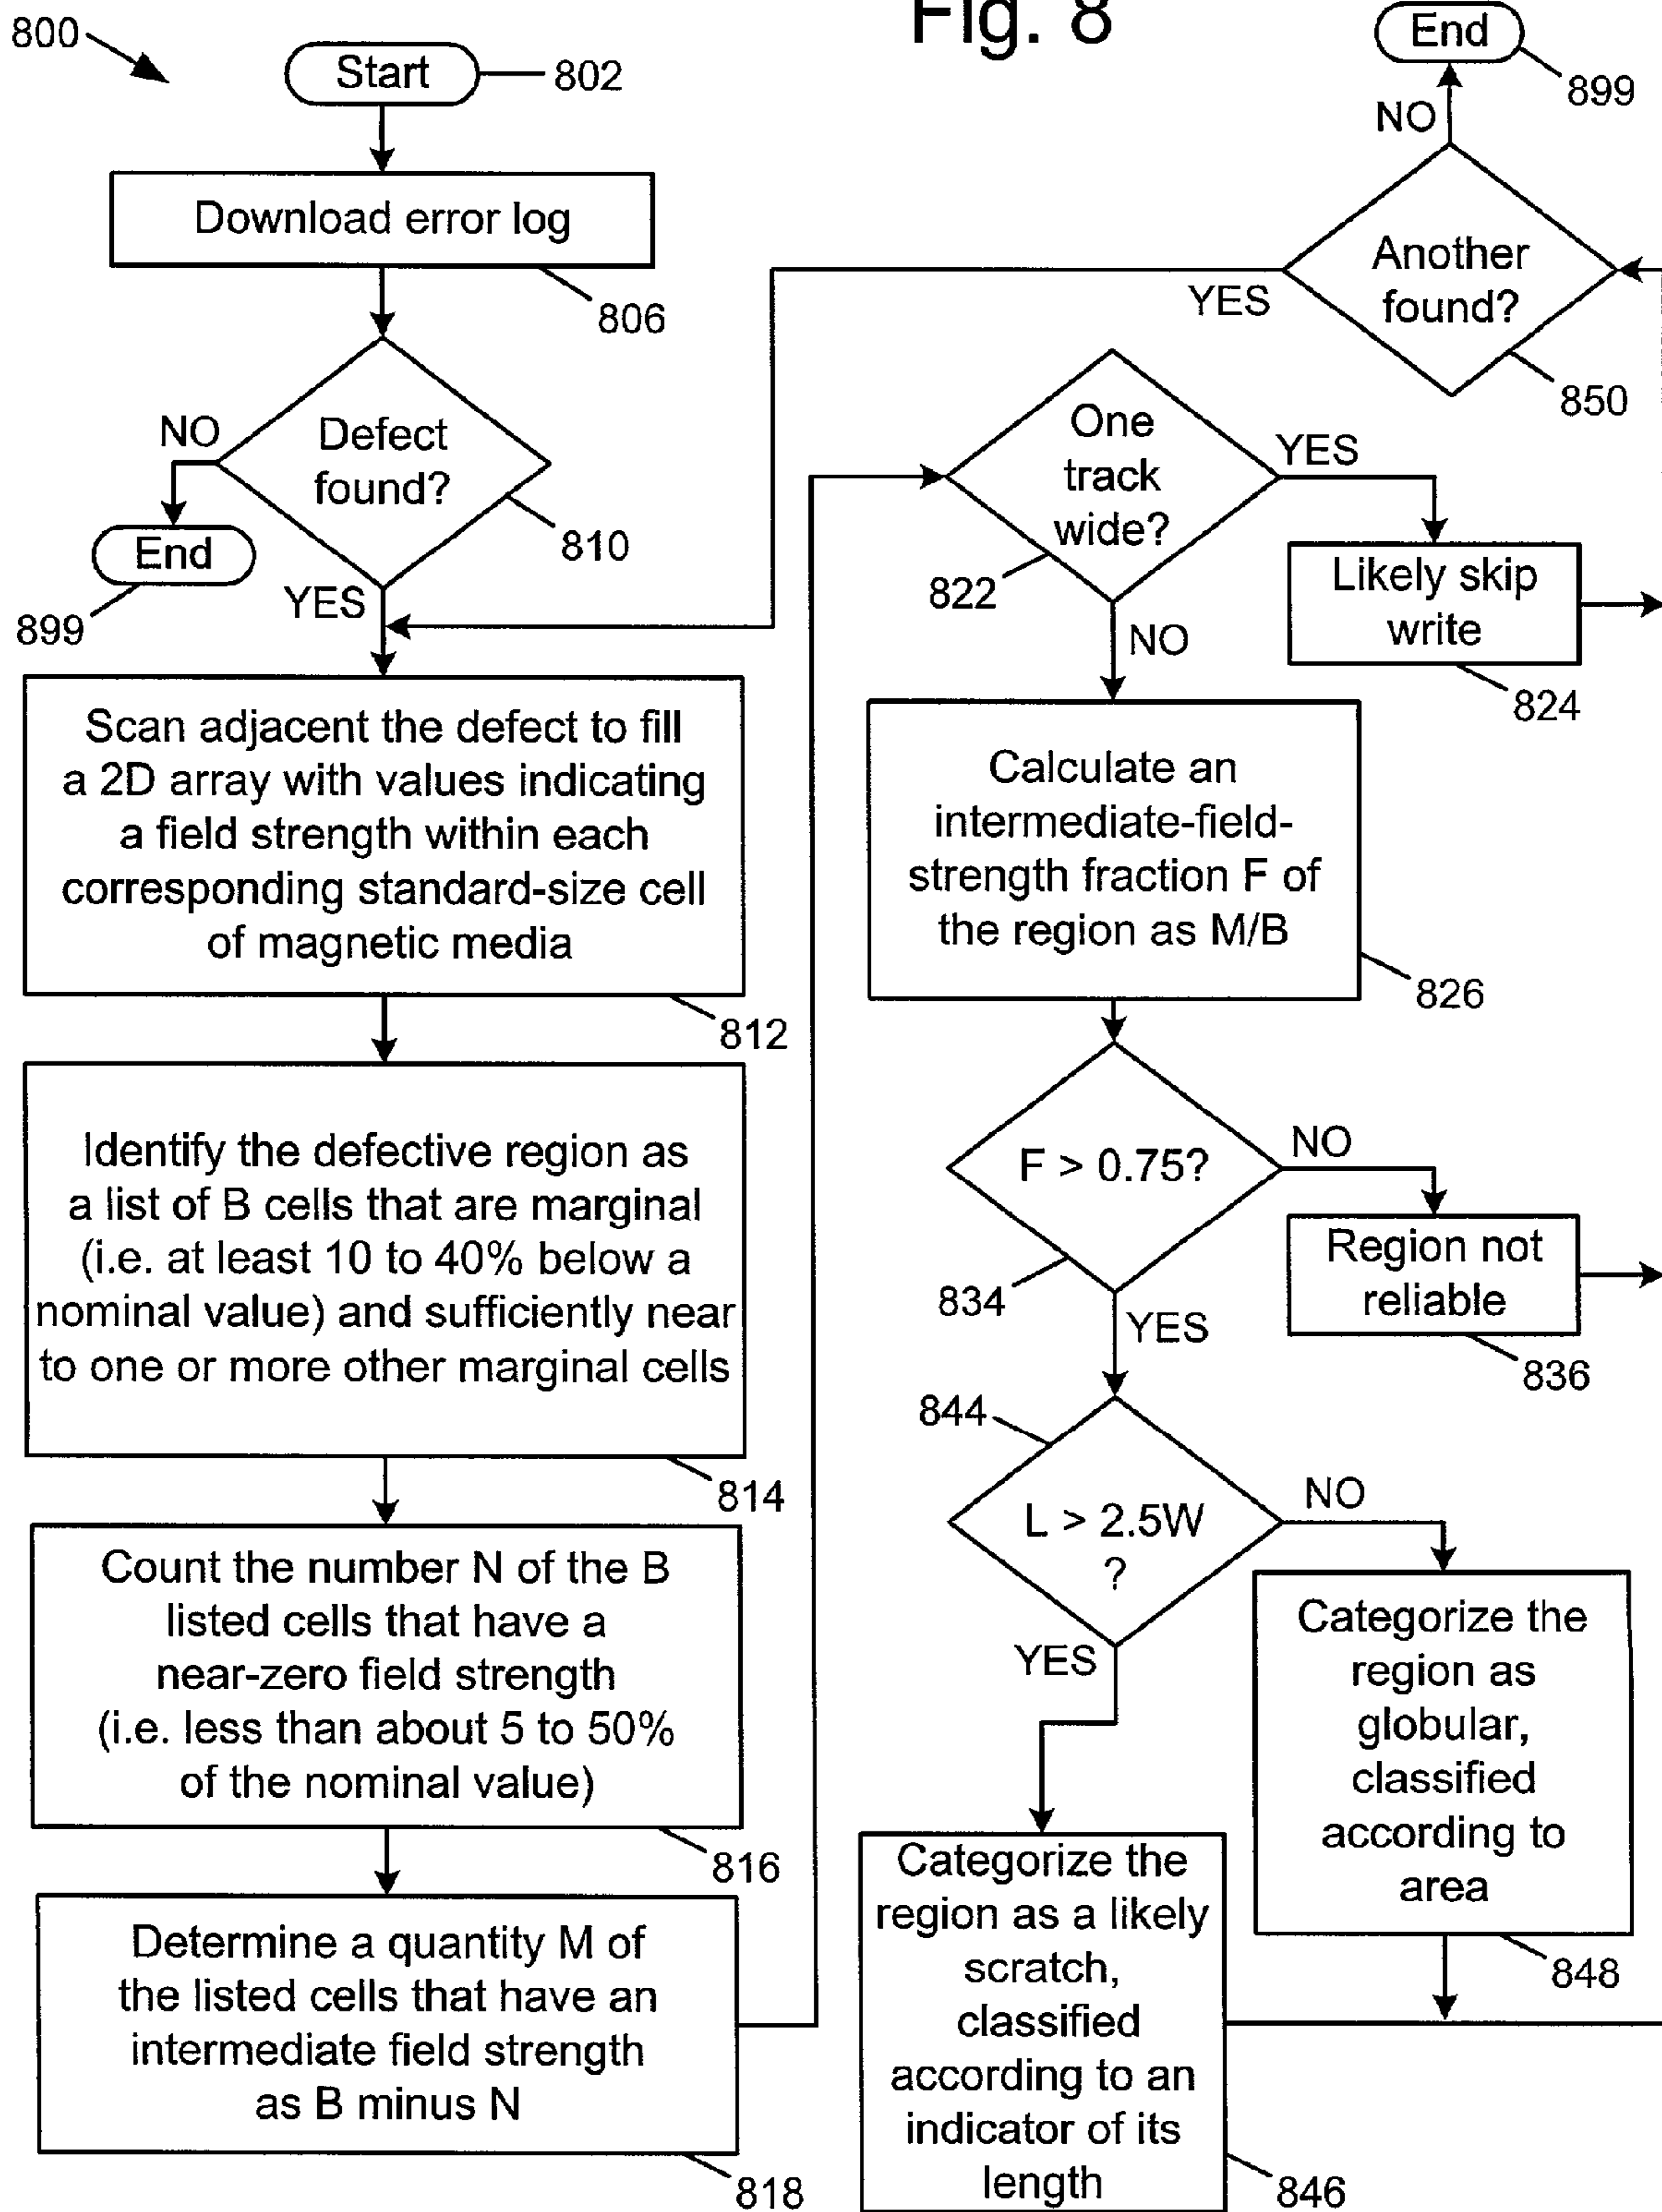 Fig. 8
800
Start
802
Download error log
806
Defect
found?
810
NO
End
899
YES
Scan adjacent the defect to fill
a 2D array with values indicating
a field strength within each
corresponding standard-size cell
of magnetic media
812
Identify the defective region as
a list of B cells that are marginal
(i.e. at least 10 to 40% below a
nominal value) and sufficiently near
to one or more other marginal cells
814
Count the number N of the B
listed cells that have a
near-zero field strength
(i.e. less than about 5 to 50%
of the nominal value)
816
Determine a quantity M of
the listed cells that have an
intermediate field strength
as B minus N
818
End
899
NO
Another
found?
YES
850
One
track
wide?
YES
822
NO
Likely skip
write
824
Calculate an
intermediate-field-
strength fraction F of
the region as M/B
826
F > 0.75?
NO
834
YES
Region not
reliable
836
844
L > 2.5W
?
NO
YES
Categorize the
region as
globular,
classified
according to
area
848
Categorize the
region as a likely
scratch,
classified
according to an
indicator of its
length
846